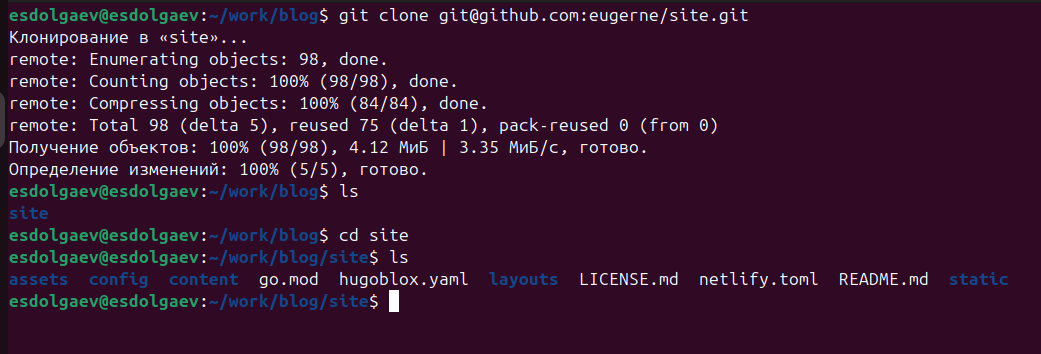 esdolgaev@esdolgaev:~/work/blog$ git clone git@github.com:eugerne/site.git
Клонирование в «site»...
remote: Enumerating objects: 98, done.
remote: Counting objects: 100% (98/98), done.
remote: Compressing objects: 100% (84/84), done.
remote: Total 98 (delta 5), reused 75 (delta 1), pack-reused 0 (from 0)
Получение объектов: 100% (98/98), 4.12 МиБ | 3.35 МиБ/с, готово.
Определение изменений: 100% (5/5), готово.
esdolgaev@esdolgaev:~/work/blog$ ls
site
esdolgaev@esdolgaev:~/work/blog$ cd site
esdolgaev@esdolgaev:~/work/blog/site$ ls
assets  config  content  go.mod  hugoblox.yaml  layouts  LICENSE.md  netlify.toml  README.md  static
esdolgaev@esdolgaev:~/work/blog/site$